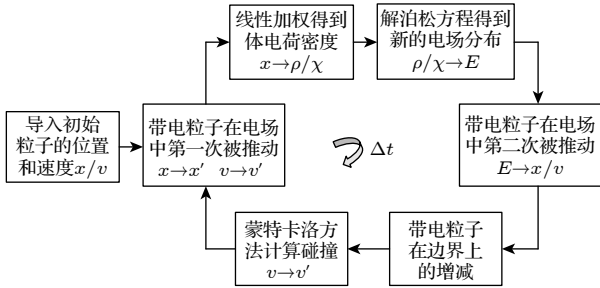 导入初始
粒子的位置
和速度x/v
带电粒子在电场
中第一次被推动
x→x′ v→v′
线性加权得到
体电荷密度
x→ρ/χ
解泊松方程得到
新的电场分布
ρ/χ→E
带电粒子在电场
中第二次被推动
E→x/v
带电粒子
在边界上
的增减
蒙特卡洛方
法计算碰撞
v→v′
Δt